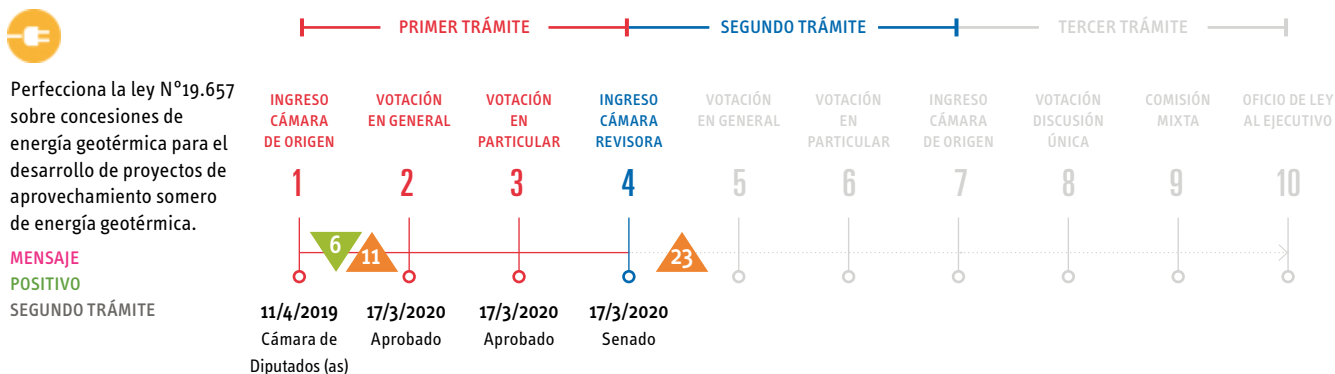 PRIMER TRÁMITE
SEGUNDO TRÁMITE
TERCER TRÁMITE
Perfecciona la ley N°19.657
sobre concesiones de
energía geotérmica para el
desarrollo de proyectos de
aprovechamiento somero
de energía geotérmica.
MENSAJE
POSITIVO
SEGUNDO TRÁMITE
INGRESO
CÁMARA
DE ORIGEN
1
VOTACIÓN
EN GENERAL
2
VOTACIÓN
EN
PARTICULAR
3
INGRESO
CÁMARA
REVISORA
4
VOTACIÓN
EN GENERAL
5
VOTACIÓN
EN
PARTICULAR
6
INGRESO
CÁMARA
DE ORIGEN
7
VOTACIÓN
DISCUSIÓN
ÚNICA
8
COMISIÓN
MIXTA
9
OFICIO DE LEY
AL EJECUTIVO
10
6
11
23
11/4/2019
Cámara de
Diputados (as)
17/3/2020
Aprobado
17/3/2020
Aprobado
17/3/2020
Senado